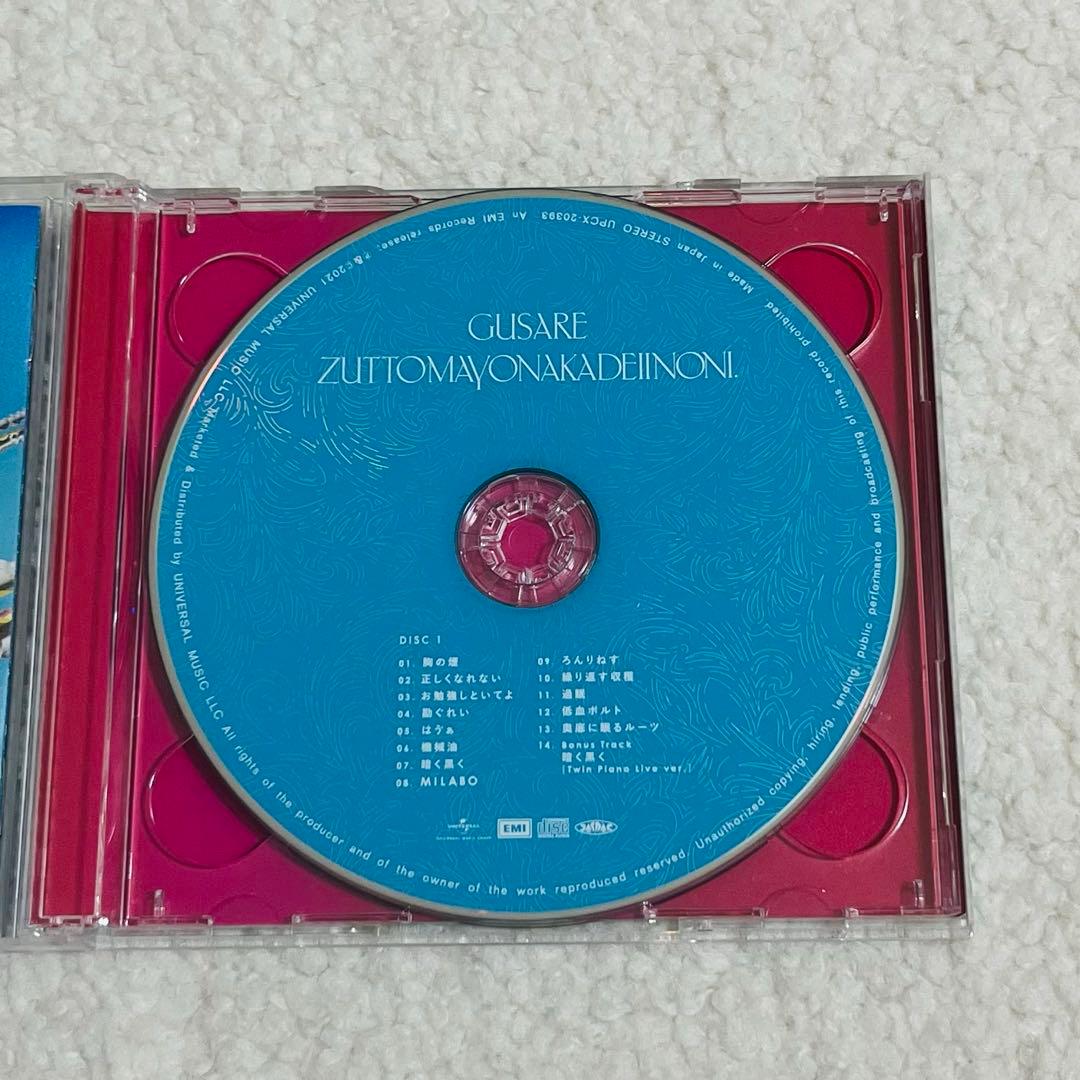 GUSARE
ZUTTOMAYONAKADEIINONI.
Made in Japan STEREO UPCX-20393 An EMI Records release. ℗&©2021 UNIVERSAL MUSIC LLC Marketed & Distributed by UNIVERSAL MUSIC LLC All rights of the producer and of the owner of the work reproduced reserved. Unauthorized copying, hiring, lending, public performance and broadcasting of this record prohibited
DISC 1
01. 胸の煙
02. 正しくなれない
03. お勉強しといてよ
04. 勘ぐれい
05. はうぁ
06. 機械油
07. 暗く黒く
08. MILABO
09. ろんりねす
10. 繰り返す収穫
11. 過眠
12. 低血ボルト
13. 奥底に眠るルーツ
14. Bonus Track
暗く黒く
[Twin Piano Live ver.]
UNIVERSAL
EMI
disc
JASRAC